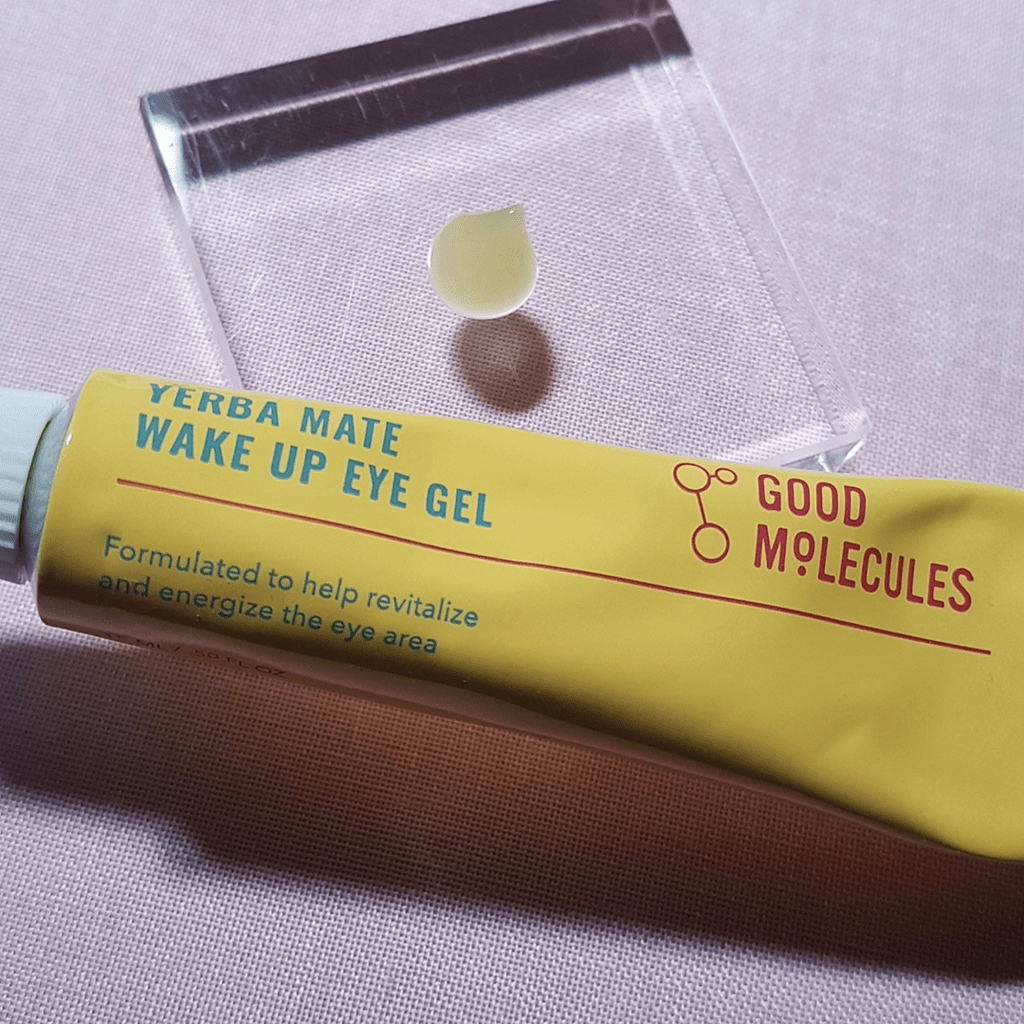 YERBA MATE
WAKE UP EYE GEL
GOOD
MOLECULES
Formulated to help revitalize
and energize the eye area